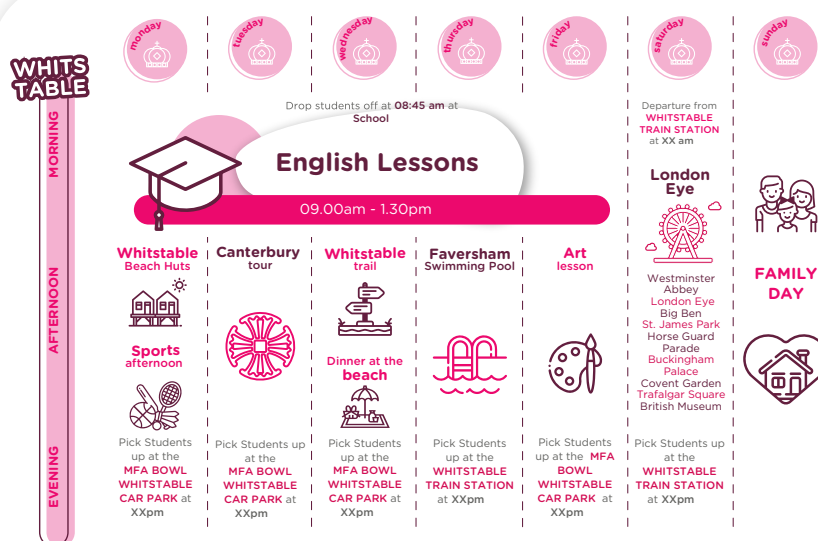 monday
tuesday
wednesday
thursday
friday
saturday
sunday
WHITS
TABLE
MORNING
AFTERNOON
EVENING
Drop students off at 08:45 am at
School
English Lessons
09.00am - 1.30pm
Whitstable
Beach Huts
Sports
afternoon
Pick Students
up at the
MFA BOWL
WHITSTABLE
CAR PARK at
XXpm
Canterbury
tour
Pick Students up
at the
MFA BOWL
WHITSTABLE
CAR PARK at
XXpm
Whitstable
trail
Dinner at the
beach
Pick Students
up at the
MFA BOWL
WHITSTABLE
CAR PARK at
XXpm
Faversham
Swimming Pool
Pick Students
up at the
WHITSTABLE
TRAIN STATION
at XXpm
Art
lesson
Pick Students
up at the MFA
BOWL
WHITSTABLE
CAR PARK at
XXpm
Departure from
WHITSTABLE
TRAIN STATION
at XX am
London
Eye
Westminster
Abbey
London Eye
Big Ben
St. James Park
Horse Guard
Parade
Buckingham
Palace
Covent Garden
Trafalgar Square
British Museum
Pick Students up
at the
WHITSTABLE
TRAIN STATION
at XXpm
FAMILY
DAY